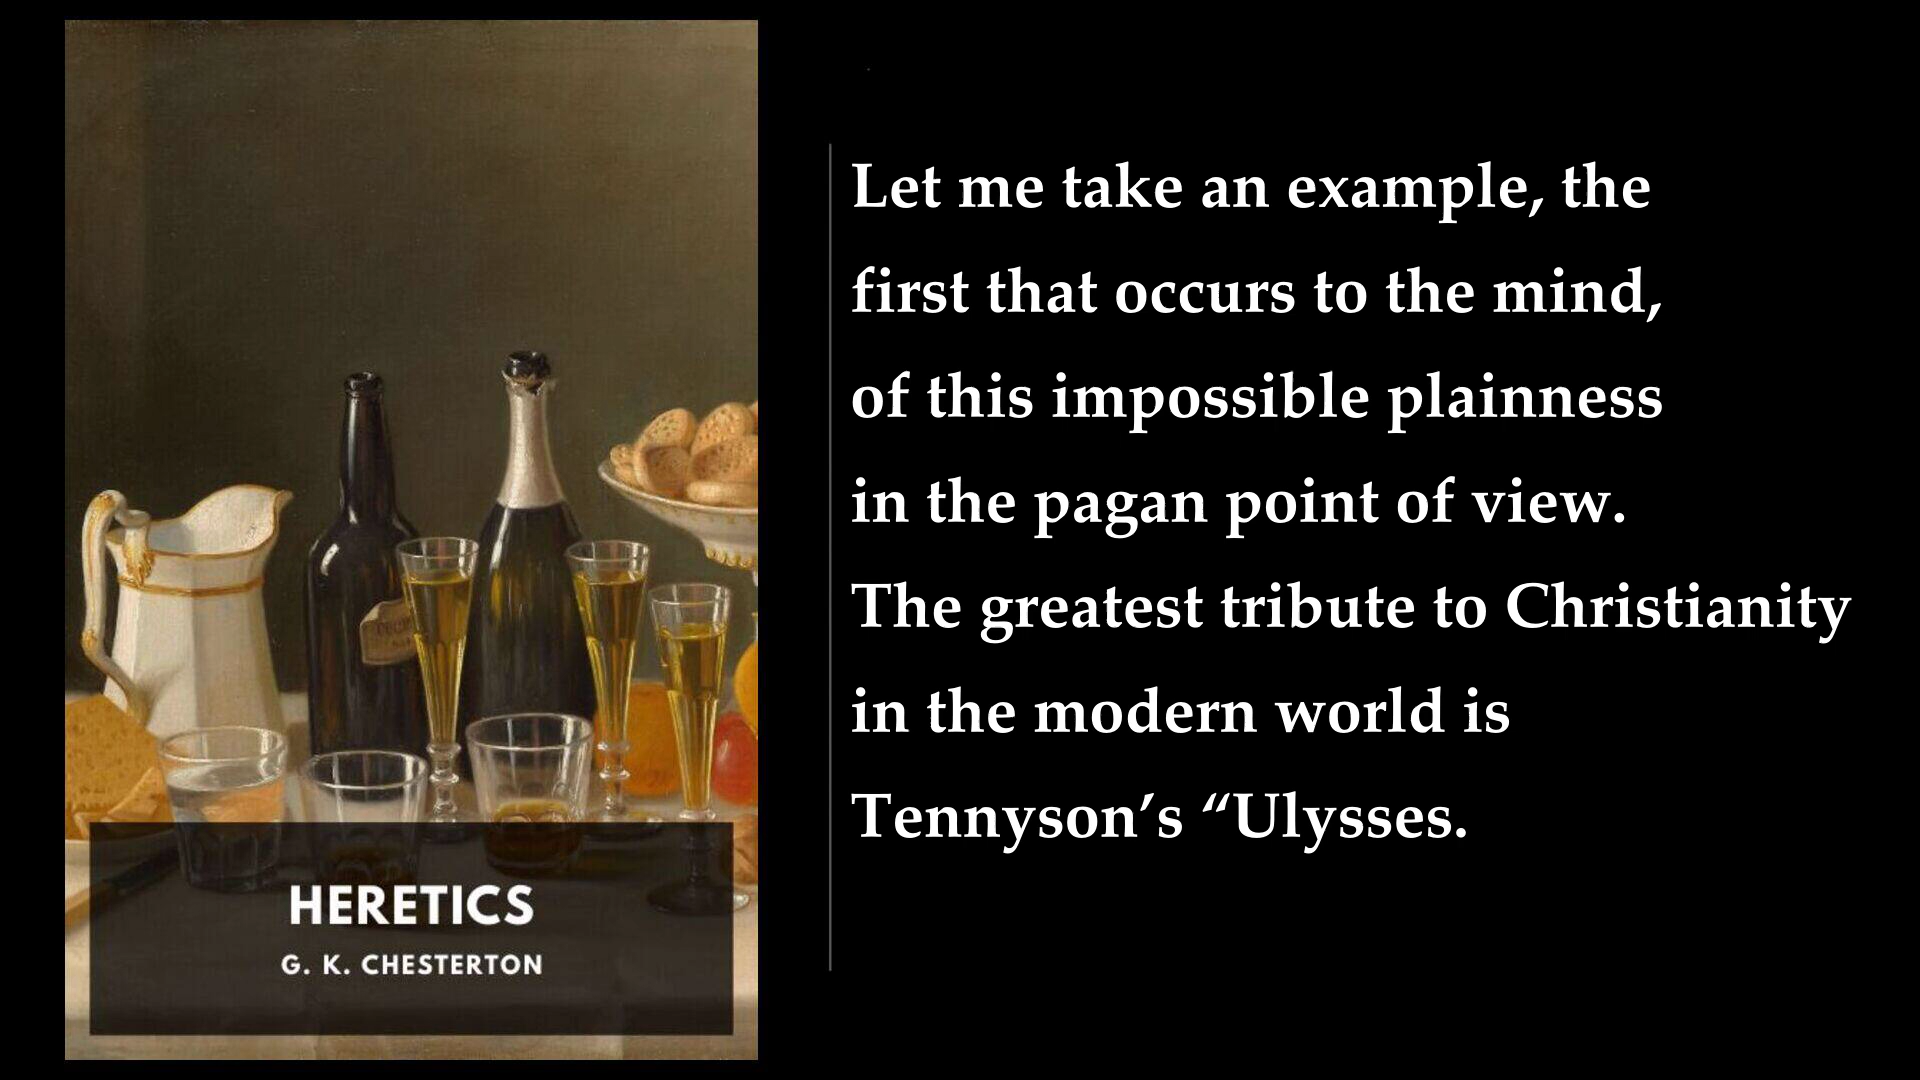 HERETICS
G. K. CHESTERTON
Let me take an example, the
first that occurs to the mind,
of this impossible plainness
in the pagan point of view.
The greatest tribute to Christianity
in the modern world is
Tennyson’s “Ulysses.